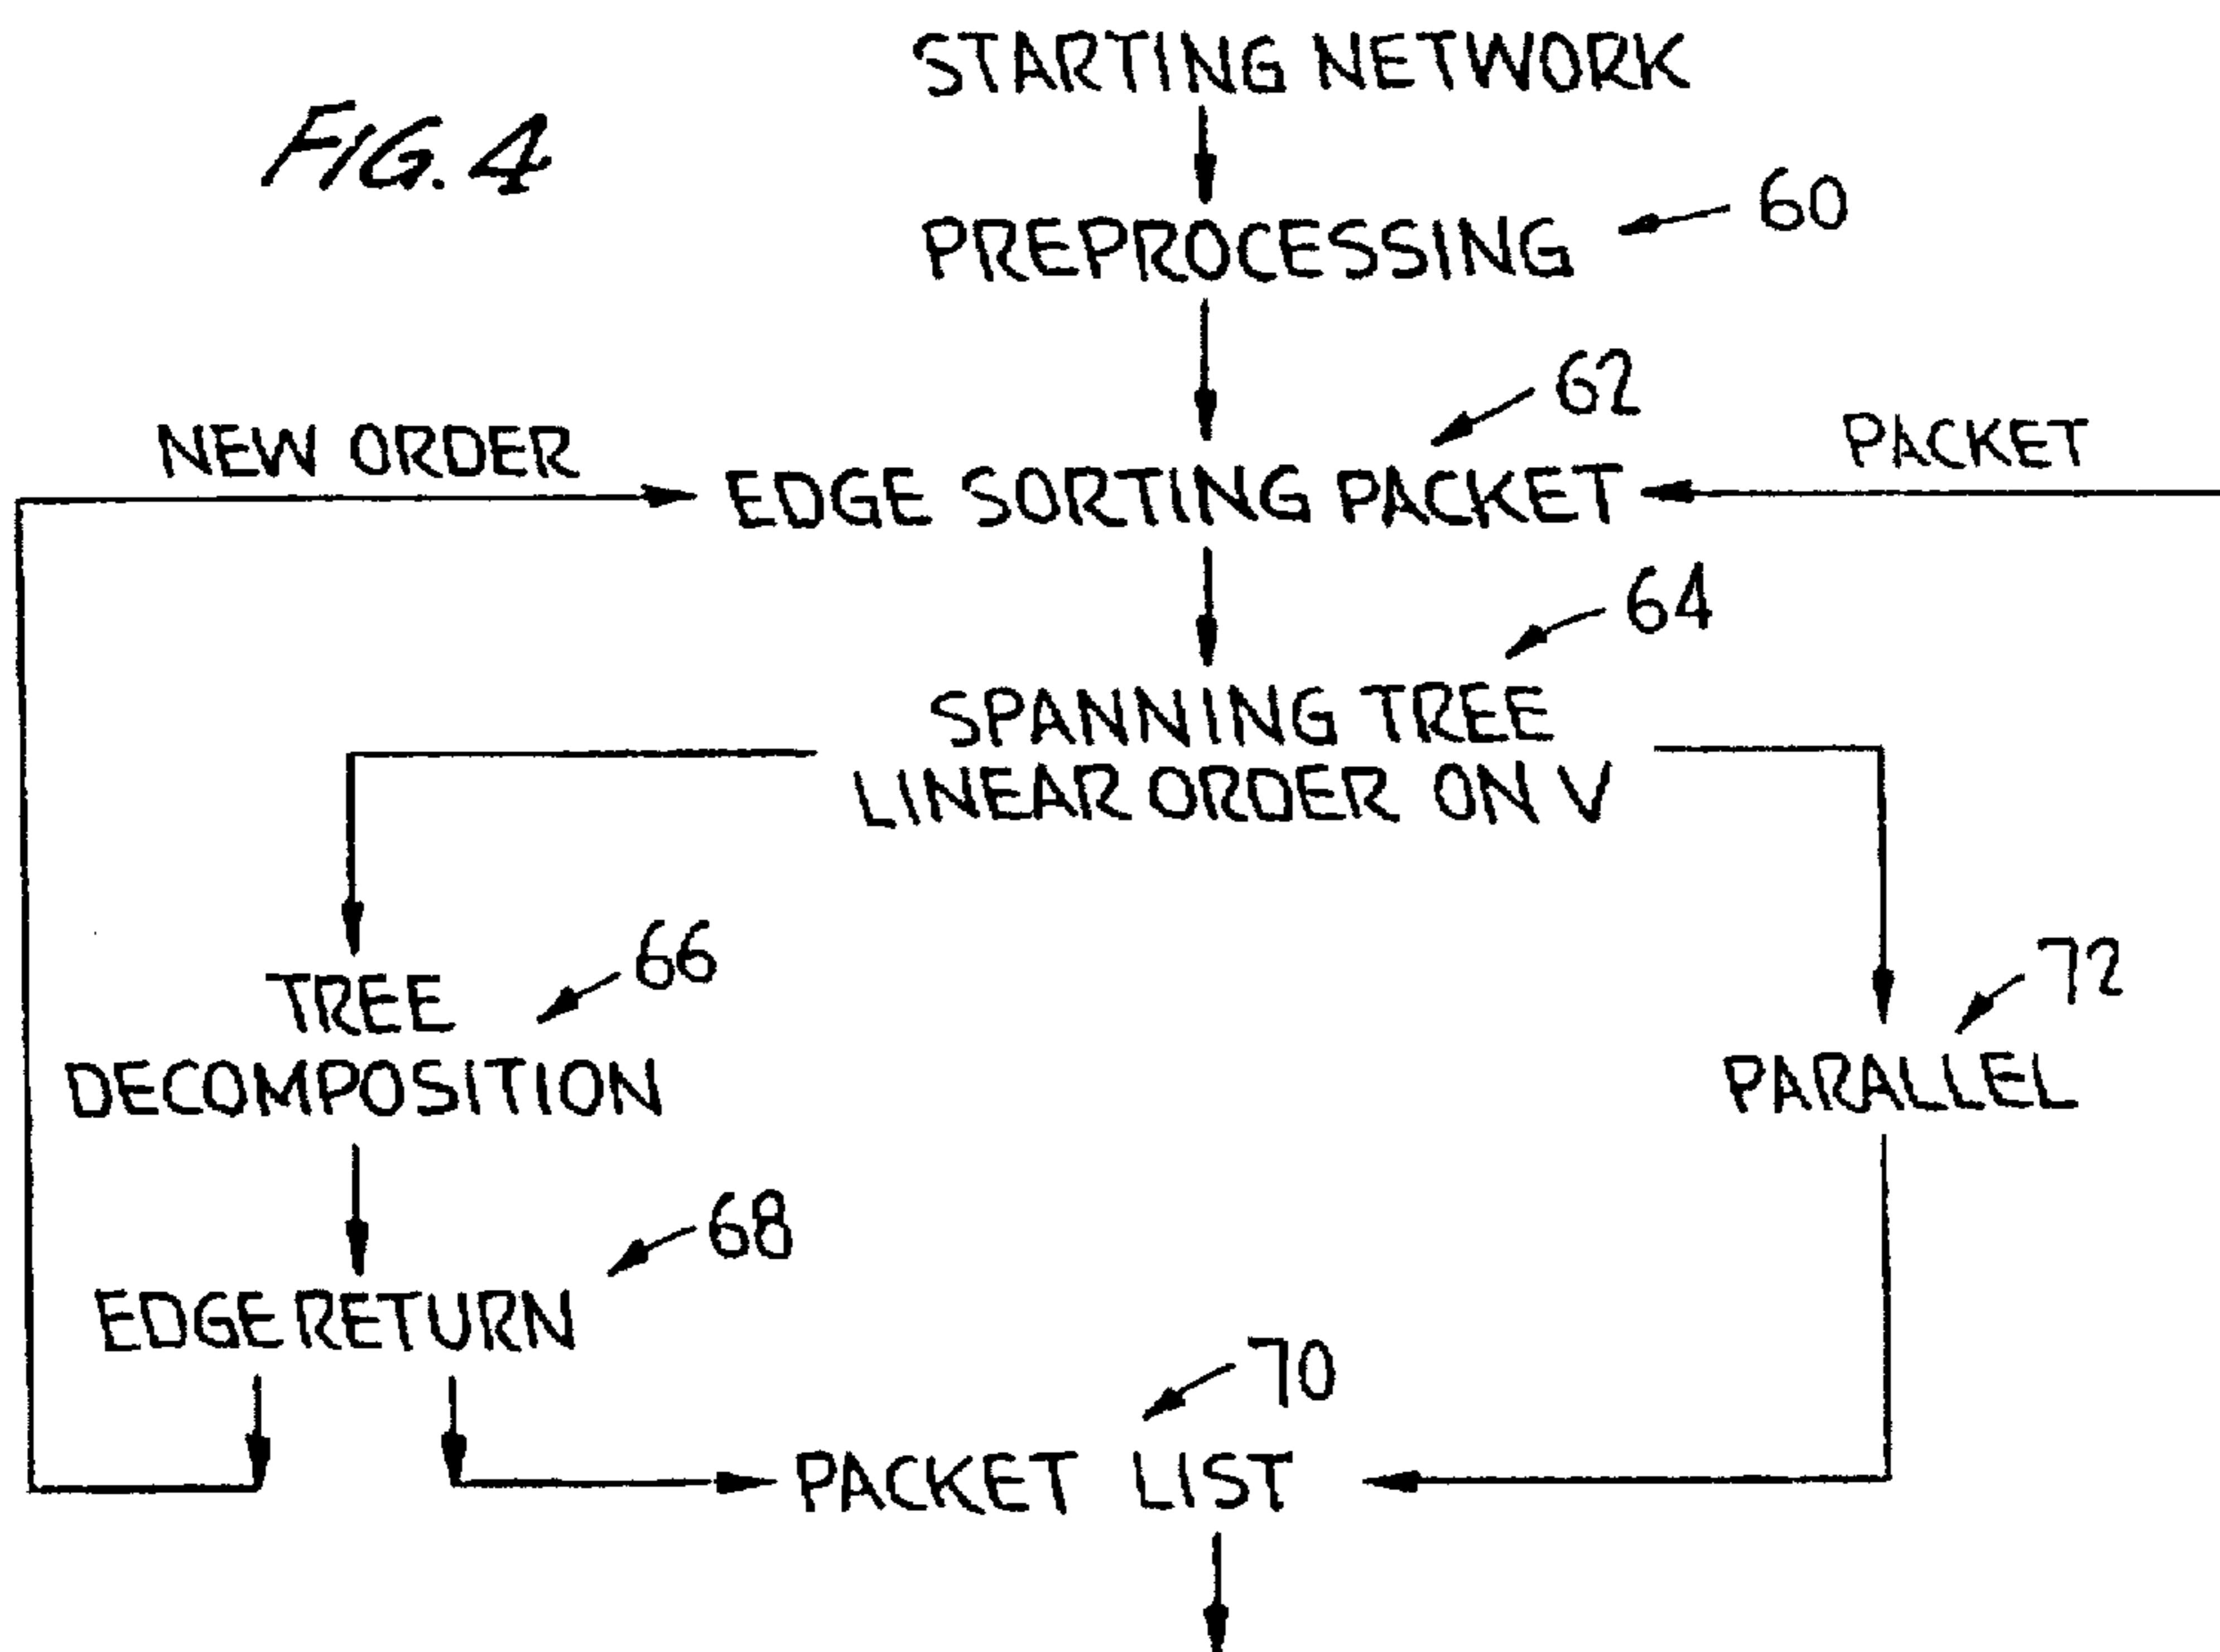 STARTING NETWORK
FIG. 4
PREPROCESSING
60
62
NEW ORDER
PACKET
EDGE SORTING PACKET
64
SPANNING TREE
LINEAR ORDER ON V
66
72
TREE
DECOMPOSITION
PARALLEL
68
EDGE RETURN
70
PACKET LIST